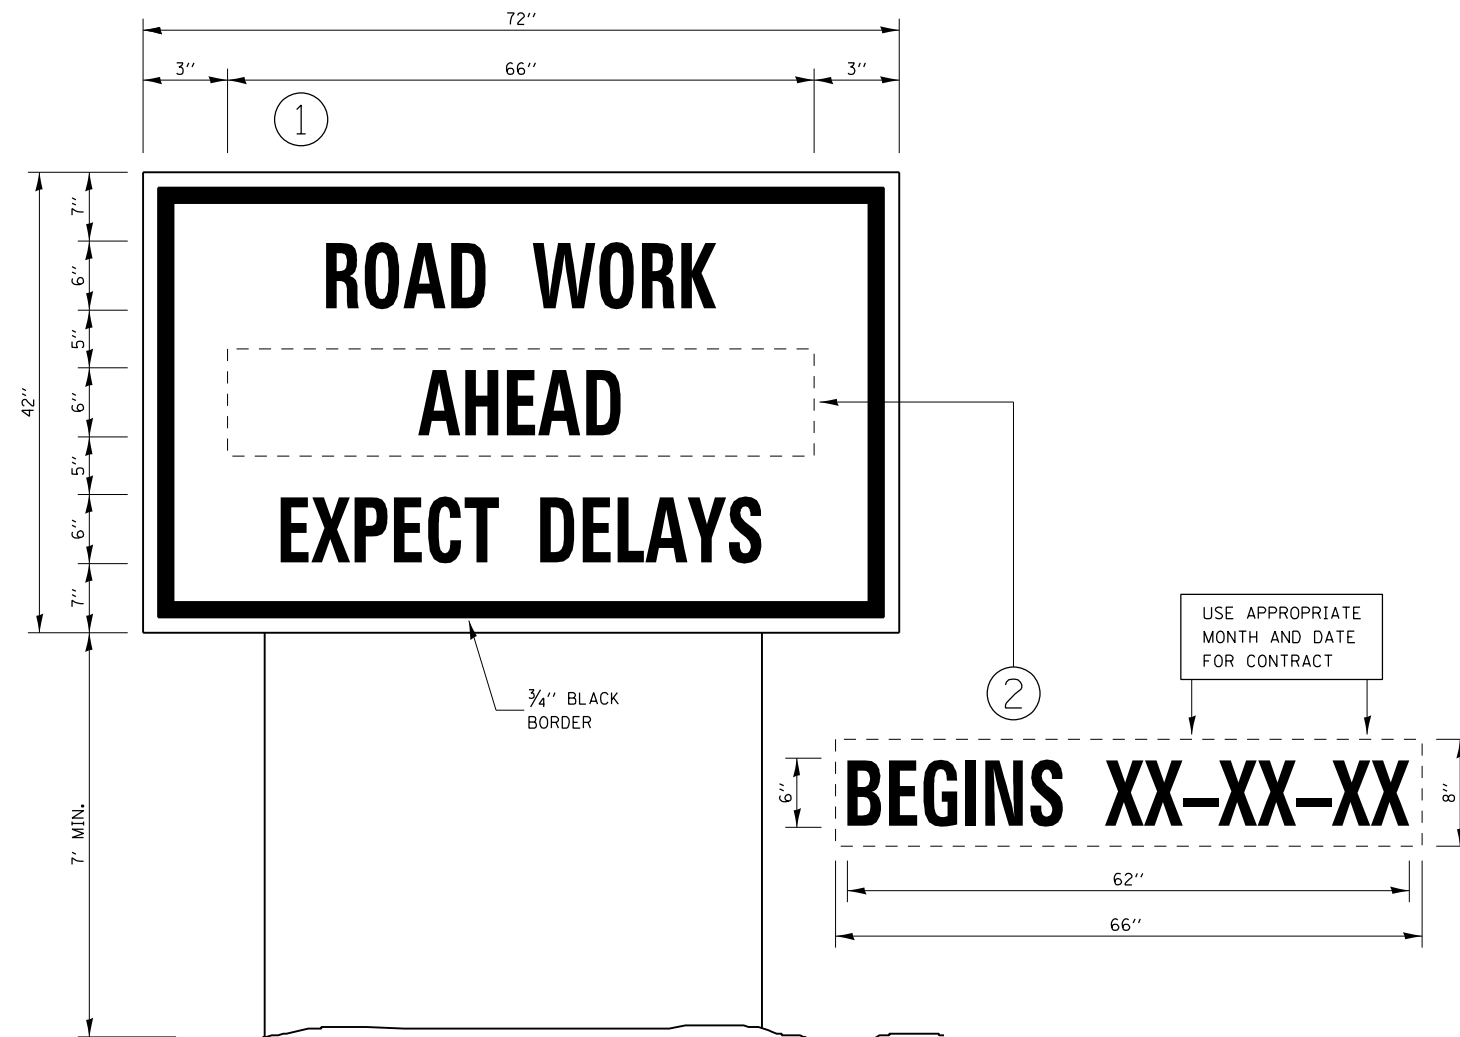 72''
3'' 66'' 3''
1
7''
ROAD WORK
6''
5''
AHEAD
42''
6''
5''
EXPECT DELAYS
6''
7''
USE APPROPRIATE
MONTH AND DATE
FOR CONTRACT
2
¾'' BLACK
BORDER
BEGINS XX-XX-XX
6''
8''
7' MIN.
62''
66''